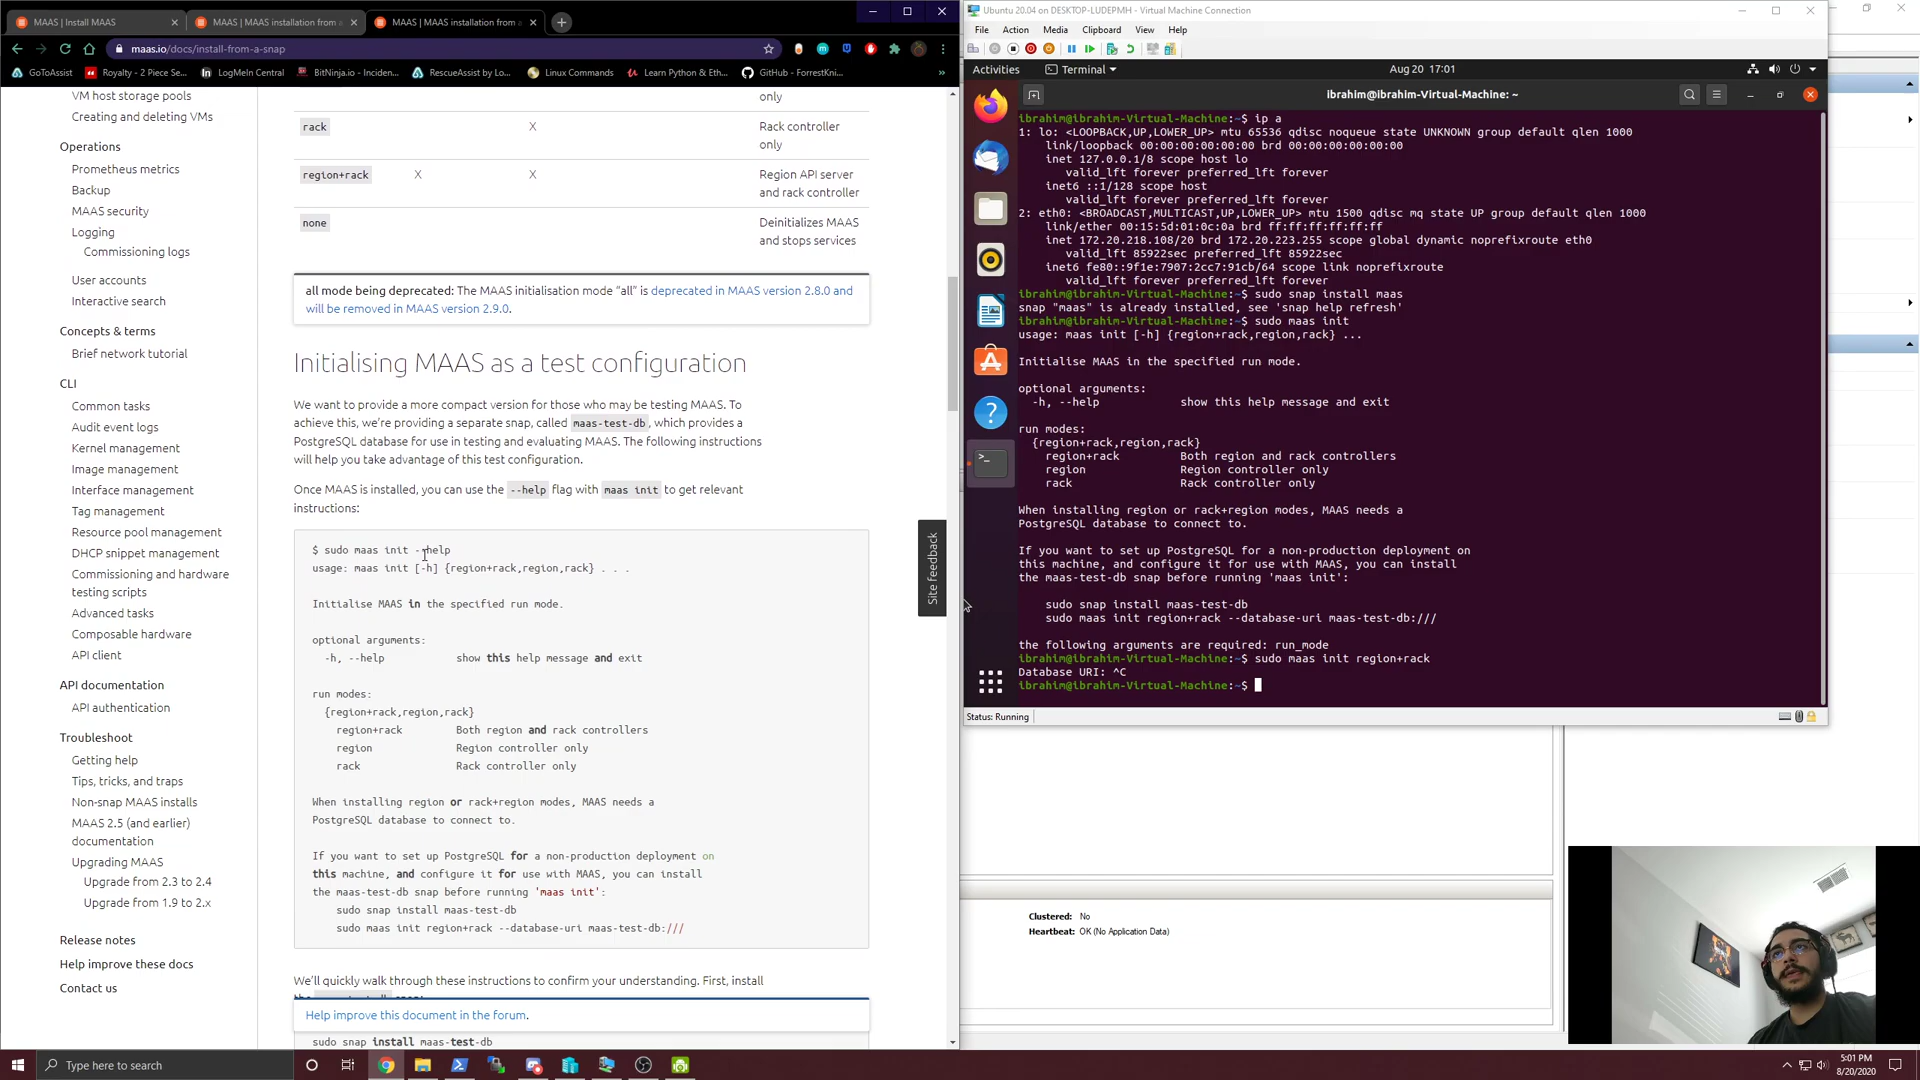 MAAS | Install MAAS
MAAS | MAAS installation from a
MAAS | MAAS installation from a
maas.io/docs/install-from-a-snap
GoToAssist
Royalty - 2 Piece Se...
LogMeIn Central
BitNinja.io - Inciden...
RescueAssist by Lo...
Linux Commands
Learn Python & Eth...
GitHub - ForrestKni...
VM host storage pools
Creating and deleting VMs
Operations
Prometheus metrics
Backup
MAAS security
Logging
Commissioning logs
User accounts
Interactive search
Concepts & terms
Brief network tutorial
CLI
Common tasks
Audit event logs
Kernel management
Image management
Interface management
Tag management
Resource pool management
DHCP snippet management
Commissioning and hardware
testing scripts
Advanced tasks
Composable hardware
API client
API documentation
API authentication
Troubleshoot
Getting help
Tips, tricks, and traps
Non-snap MAAS installs
MAAS 2.5 (and earlier)
documentation
Upgrading MAAS
Upgrade from 2.3 to 2.4
Upgrade from 1.9 to 2.x
Release notes
Help improve these docs
Contact us
only
rack X Rack controller
only
region+rack X X Region API server
and rack controller
none Deinitializes MAAS
and stops services
all mode being deprecated: The MAAS initialisation mode “all” is deprecated in MAAS version 2.8.0 and
will be removed in MAAS version 2.9.0.
Initialising MAAS as a test configuration
We want to provide a more compact version for those who may be testing MAAS. To
achieve this, we’re providing a separate snap, called maas-test-db, which provides a
PostgreSQL database for use in testing and evaluating MAAS. The following instructions
will help you take advantage of this test configuration.
Once MAAS is installed, you can use the --help flag with maas init to get relevant
instructions:
$ sudo maas init --help
usage: maas init [-h] {region+rack,region,rack} . . .
Initialise MAAS in the specified run mode.
optional arguments:
-h, --help show this help message and exit
run modes:
{region+rack,region,rack}
region+rack Both region and rack controllers
region Region controller only
rack Rack controller only
When installing region or rack+region modes, MAAS needs a
PostgreSQL database to connect to.
If you want to set up PostgreSQL for a non-production deployment on
this machine, and configure it for use with MAAS, you can install
the maas-test-db snap before running 'maas init':
sudo snap install maas-test-db
sudo maas init region+rack --database-uri maas-test-db:///
We’ll quickly walk through these instructions to confirm your understanding. First, install
Help improve this document in the forum.
sudo snap install maas-test-db
Site feedback
Ubuntu 20.04 on DESKTOP-LUDEPMH - Virtual Machine Connection
File Action Media Clipboard View Help
Activities Terminal Aug 20 17:01
ibrahim@ibrahim-Virtual-Machine: ~
ibrahim@ibrahim-Virtual-Machine:~$ ip a
1: lo: <LOOPBACK,UP,LOWER_UP> mtu 65536 qdisc noqueue state UNKNOWN group default qlen 1000
link/loopback 00:00:00:00:00:00 brd 00:00:00:00:00:00
inet 127.0.0.1/8 scope host lo
valid_lft forever preferred_lft forever
inet6 ::1/128 scope host
valid_lft forever preferred_lft forever
2: eth0: <BROADCAST,MULTICAST,UP,LOWER_UP> mtu 1500 qdisc mq state UP group default qlen 1000
link/ether 00:15:5d:01:0c:0a brd ff:ff:ff:ff:ff:ff
inet 172.20.218.108/20 brd 172.20.223.255 scope global dynamic noprefixroute eth0
valid_lft 85922sec preferred_lft 85922sec
inet6 fe80::9f1e:7907:2cc7:91cb/64 scope link noprefixroute
valid_lft forever preferred_lft forever
ibrahim@ibrahim-Virtual-Machine:~$ sudo snap install maas
snap "maas" is already installed, see 'snap help refresh'
ibrahim@ibrahim-Virtual-Machine:~$ sudo maas init
usage: maas init [-h] {region+rack,region,rack} ...
Initialise MAAS in the specified run mode.
optional arguments:
-h, --help show this help message and exit
run modes:
{region+rack,region,rack}
region+rack Both region and rack controllers
region Region controller only
rack Rack controller only
When installing region or rack+region modes, MAAS needs a
PostgreSQL database to connect to.
If you want to set up PostgreSQL for a non-production deployment on
this machine, and configure it for use with MAAS, you can install
the maas-test-db snap before running 'maas init':
sudo snap install maas-test-db
sudo maas init region+rack --database-uri maas-test-db:///
the following arguments are required: run_mode
ibrahim@ibrahim-Virtual-Machine:~$ sudo maas init region+rack
Database URI: ^C
ibrahim@ibrahim-Virtual-Machine:~$
Status: Running
Clustered: No
Heartbeat: OK (No Application Data)
Type here to search
5:01 PM
8/20/2020